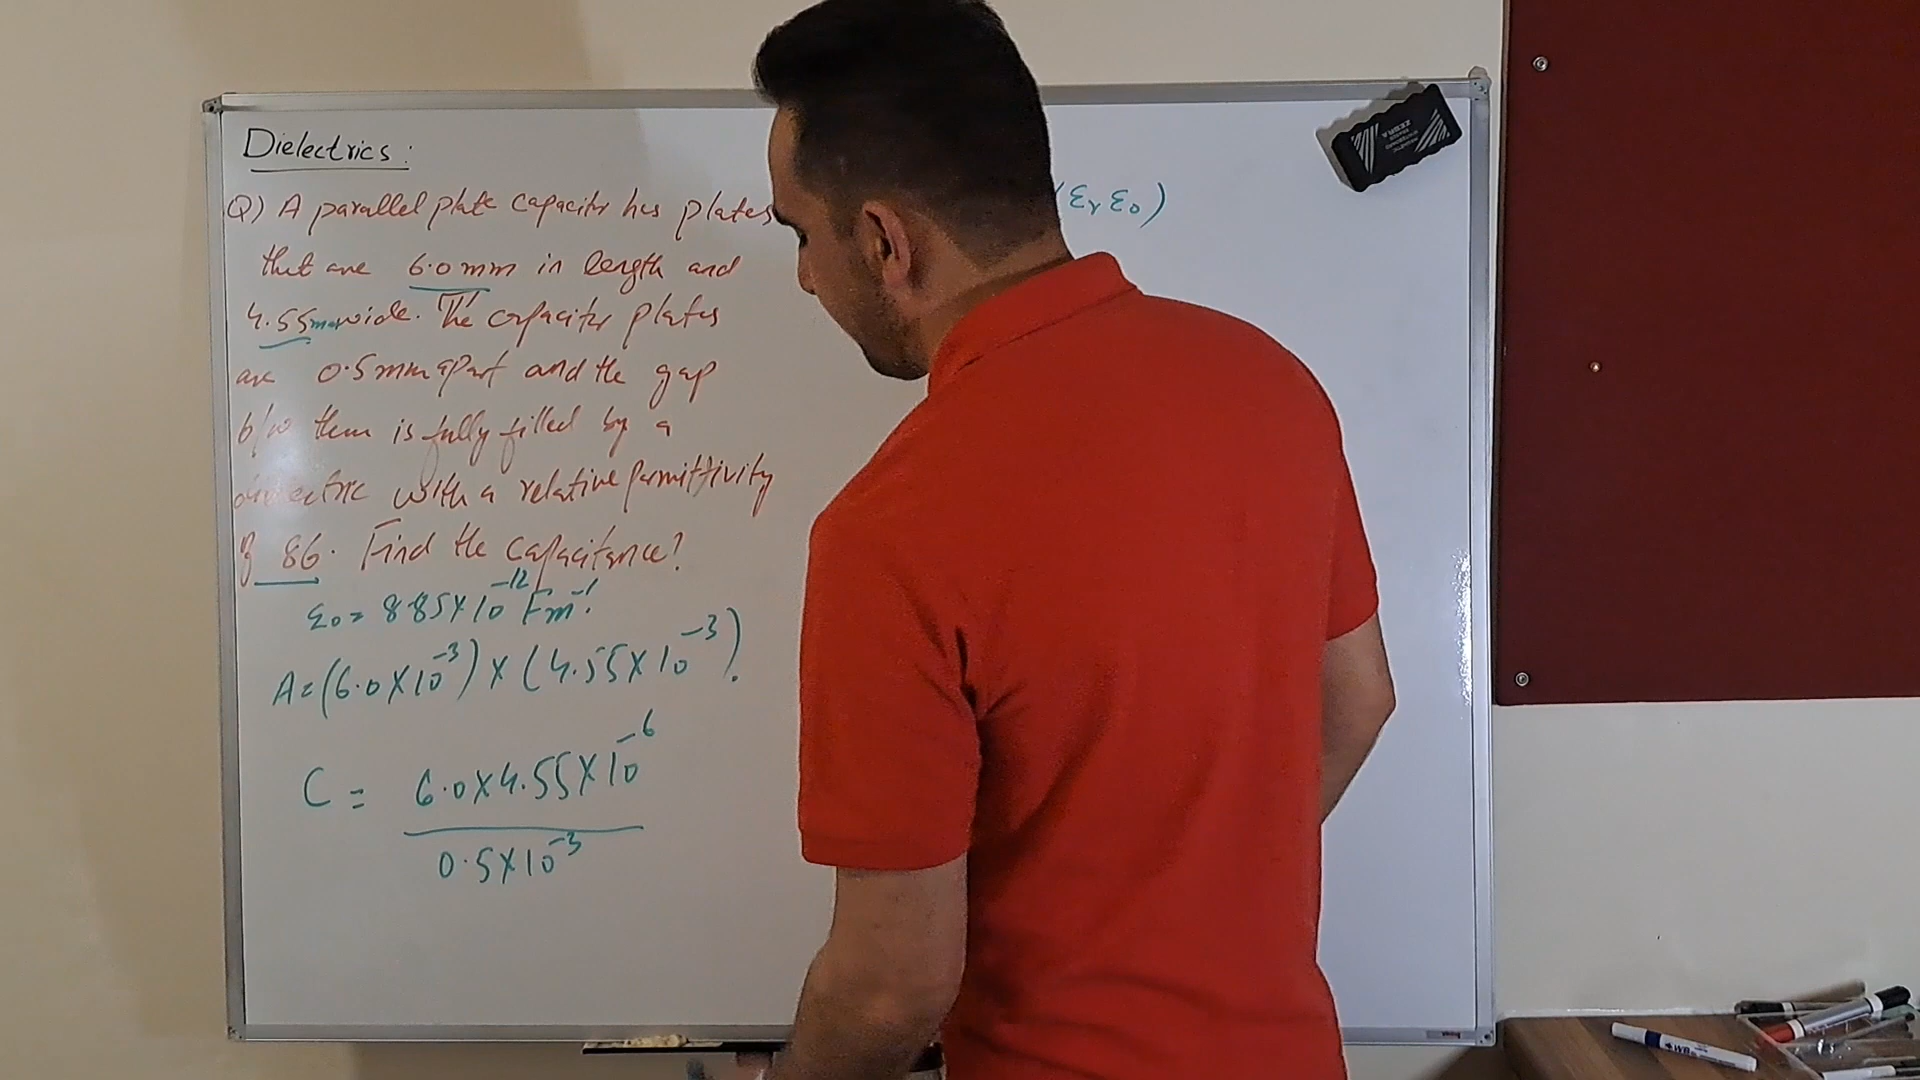 Dielectrics:
Q) A parallel plate capacitor has plates
that are 6.0mm in length and
4.55mm wide. The capacitor plates
are 0.5mm apart and the gap
b/w them is fully filled by a
dielectric with a relative permittivity
of 86. Find the capacitance?
ε₀ = 8.85×10⁻¹² Fm⁻¹.
A = (6.0×10⁻³) × (4.55×10⁻³).
C = 6.0×4.55×10⁻⁶
0.5×10⁻³
(εr ε₀)
ZEBRA